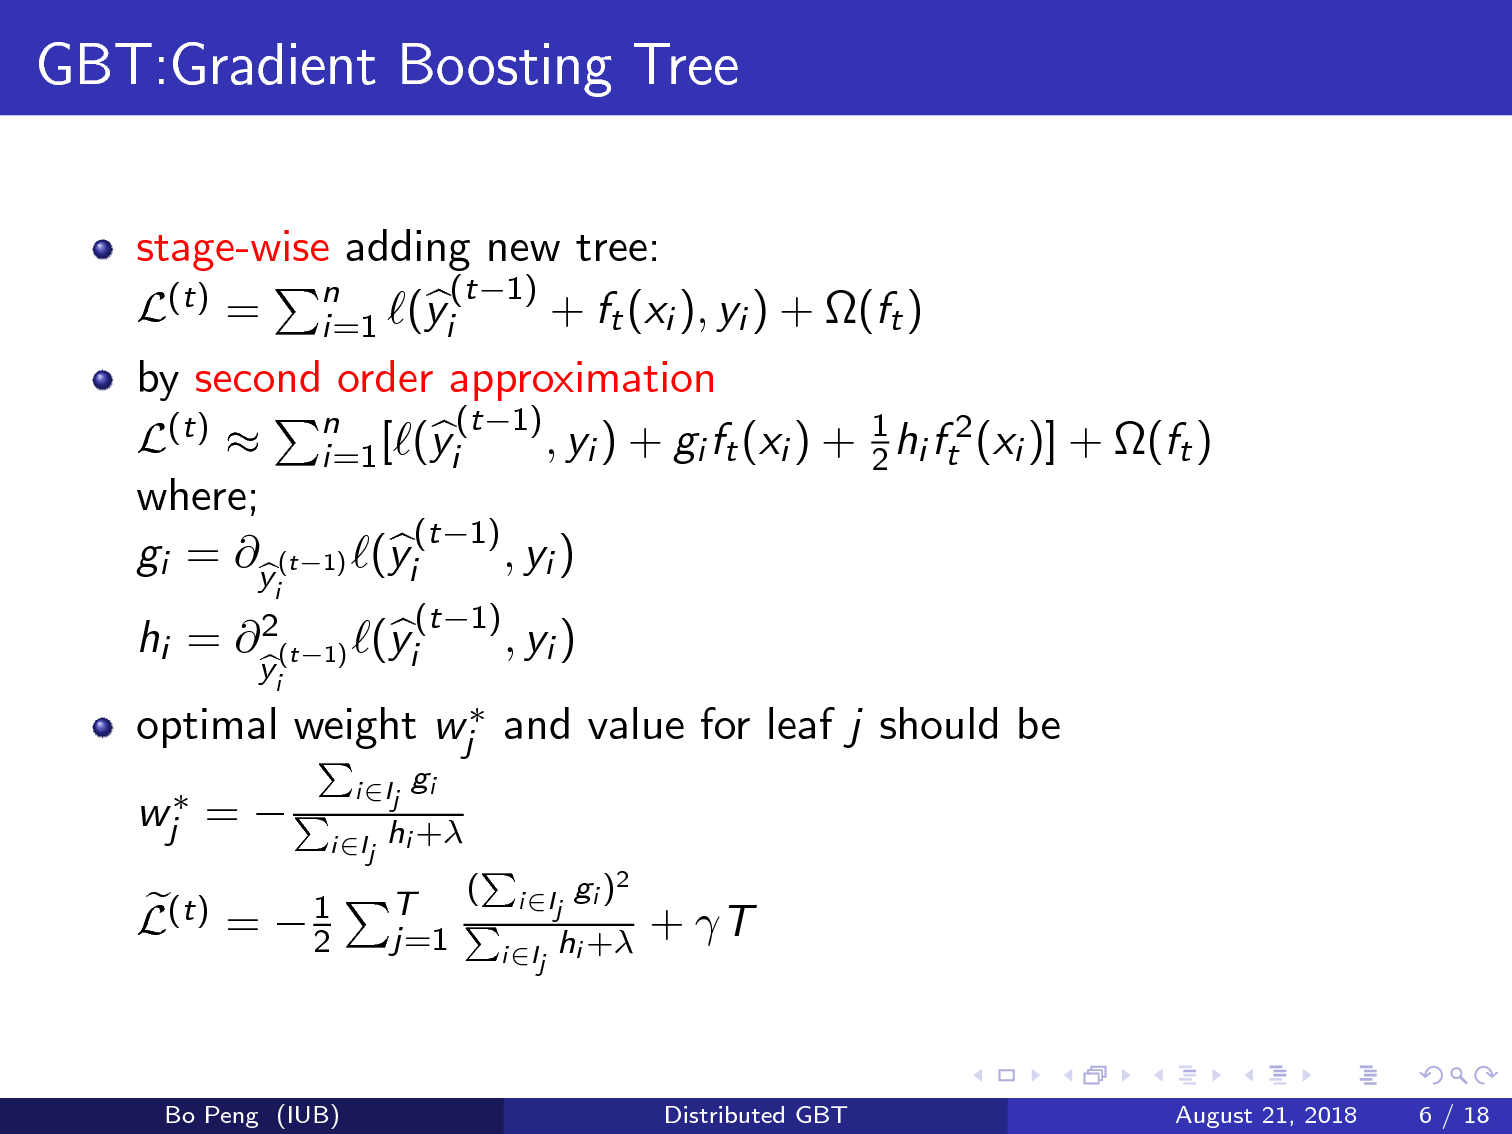 GBT:Gradient Boosting Tree
stage-wise adding new tree:
ℒ^(t) = ∑_{i=1}^{n} ℓ(ŷ_i^{(t−1)} + f_t(x_i), y_i) + Ω(f_t)
by second order approximation
ℒ^(t) ≈ ∑_{i=1}^{n} [ℓ(ŷ_i^{(t−1)}, y_i) + g_i f_t(x_i) + 1/2 h_i f_t^2(x_i)] + Ω(f_t)
where;
g_i = ∂_{ŷ_i^{(t−1)}} ℓ(ŷ_i^{(t−1)}, y_i)
h_i = ∂^2_{ŷ_i^{(t−1)}} ℓ(ŷ_i^{(t−1)}, y_i)
optimal weight w_j^* and value for leaf j should be
w_j^* = − (∑_{i∈I_j} g_i) / (∑_{i∈I_j} h_i + λ)
ℒ̃^(t) = − 1/2 ∑_{j=1}^{T} (∑_{i∈I_j} g_i)^2 / (∑_{i∈I_j} h_i + λ) + γT
Bo Peng (IUB) Distributed GBT August 21, 2018 6 / 18